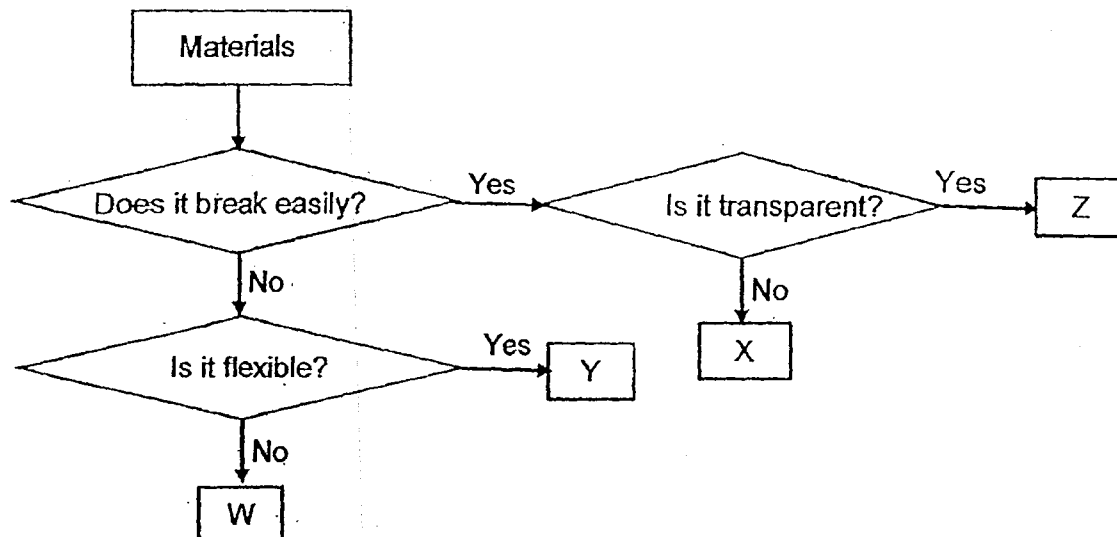 Materials
Does it break easily?
Yes
Is it transparent?
Yes
Z
No
No
X
Is it flexible?
Yes
Y
No
W